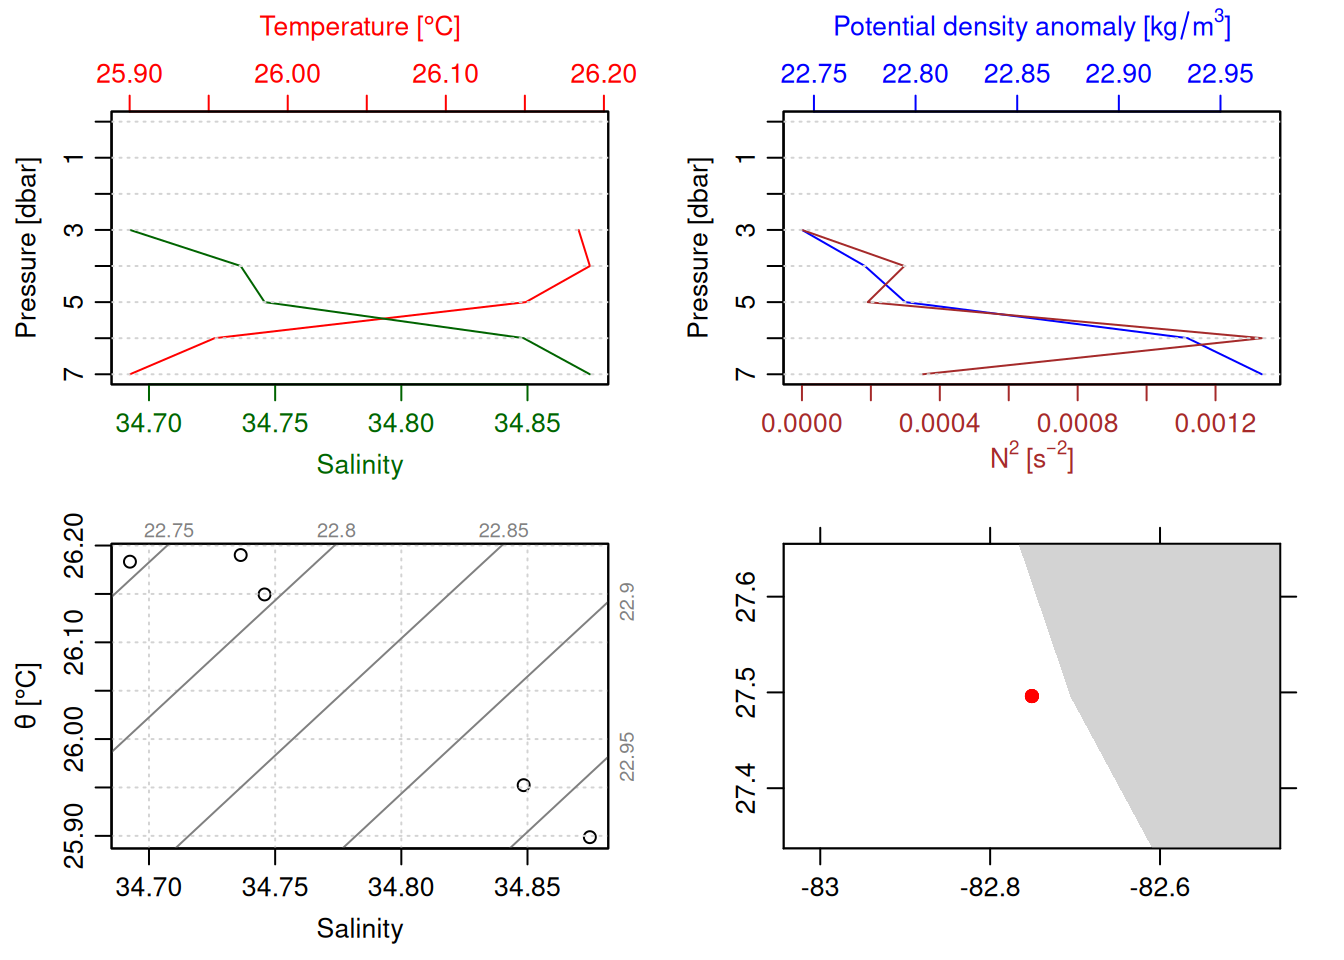 Temperature [°C]
25.90 26.00 26.10 26.20
Pressure [dbar]
1
3
5
7
34.70 34.75 34.80 34.85
Salinity
Potential density anomaly [kg/m³]
22.75 22.80 22.85 22.90 22.95
Pressure [dbar]
1
3
5
7
0.0000 0.0004 0.0008 0.0012
N² [s⁻²]
22.75 22.8 22.85
22.9
22.95
θ [°C]
26.20
26.10
26.00
25.90
34.70 34.75 34.80 34.85
Salinity
27.6
27.5
27.4
-83 -82.8 -82.6